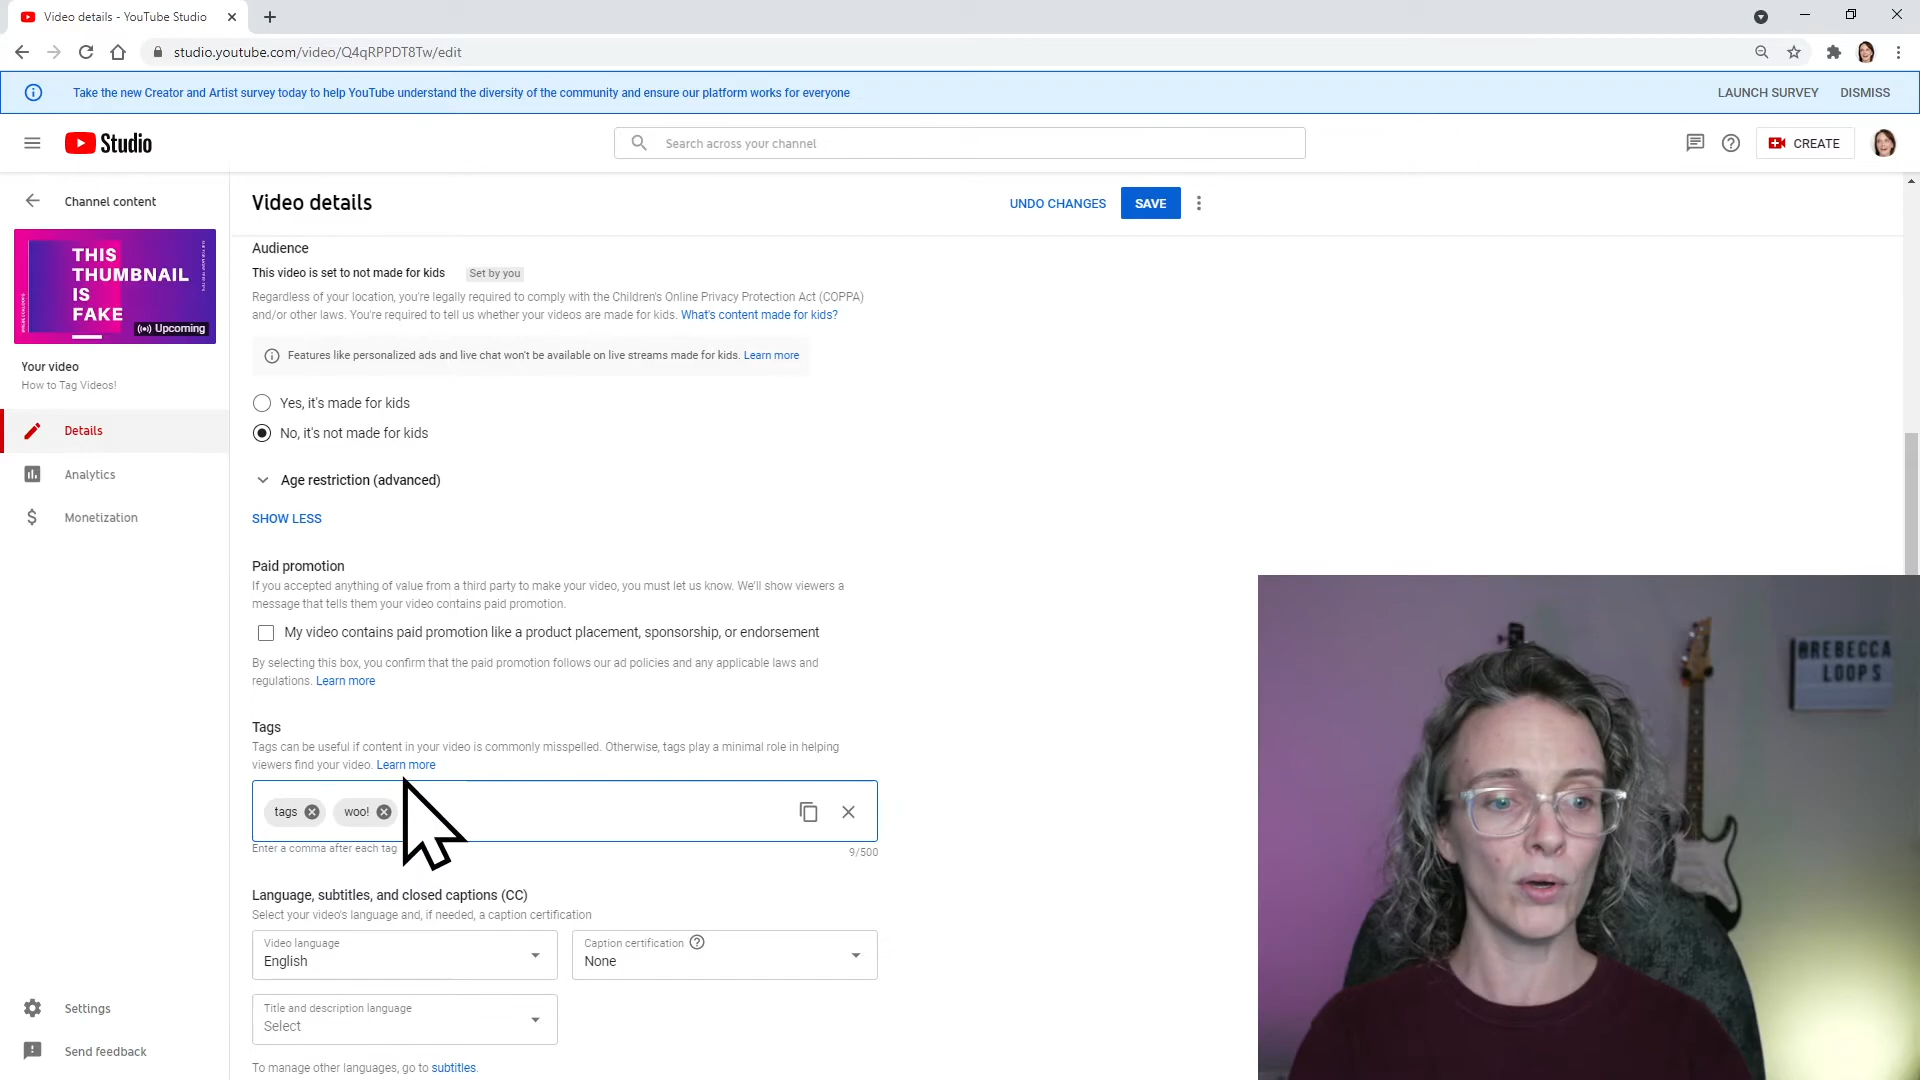 Video details - YouTube Studio
studio.youtube.com/video/Q4qRPPDT8Tw/edit
Take the new Creator and Artist survey today to help YouTube understand the diversity of the community and ensure our platform works for everyone
LAUNCH SURVEY
DISMISS
Studio
Search across your channel
CREATE
Channel content
THIS
THUMBNAIL
IS
FAKE
Upcoming
Your video
How to Tag Videos!
Details
Analytics
Monetization
Settings
Send feedback
Video details
UNDO CHANGES
SAVE
Audience
This video is set to not made for kids
Set by you
Regardless of your location, you're legally required to comply with the Children's Online Privacy Protection Act (COPPA)
and/or other laws. You're required to tell us whether your videos are made for kids. What's content made for kids?
Features like personalized ads and live chat won't be available on live streams made for kids. Learn more
Yes, it's made for kids
No, it's not made for kids
Age restriction (advanced)
SHOW LESS
Paid promotion
If you accepted anything of value from a third party to make your video, you must let us know. We'll show viewers a
message that tells them your video contains paid promotion.
My video contains paid promotion like a product placement, sponsorship, or endorsement
By selecting this box, you confirm that the paid promotion follows our ad policies and any applicable laws and
regulations. Learn more
Tags
Tags can be useful if content in your video is commonly misspelled. Otherwise, tags play a minimal role in helping
viewers find your video. Learn more
tags
woo!
Enter a comma after each tag
9/500
Language, subtitles, and closed captions (CC)
Select your video's language and, if needed, a caption certification
Video language
English
Caption certification
None
Title and description language
Select
To manage other languages, go to subtitles.
@REBECCA
LOOPS